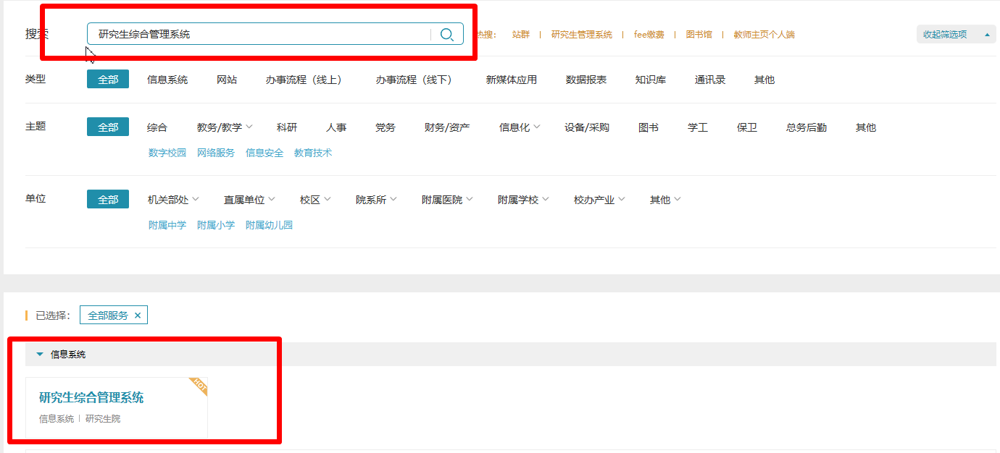 搜索 研究生综合管理系统 热搜： 站群 | 研究生管理系统 | fee缴费 | 图书馆 | 教师主页个人端 收起筛选项
类型 全部 信息系统 网站 办事流程（线上） 办事流程（线下） 新媒体应用 数据报表 知识库 通讯录 其他
主题 全部 综合 教务/教学 科研 人事 党务 财务/资产 信息化 设备/采购 图书 学工 保卫 总务后勤 其他
数字校园 网络服务 信息安全 教育技术
单位 全部 机关部处 直属单位 校区 院系所 附属医院 附属学校 校办产业 其他
附属中学 附属小学 附属幼儿园
已选择： 全部服务 ×
信息系统
HOT
研究生综合管理系统
信息系统 | 研究生院